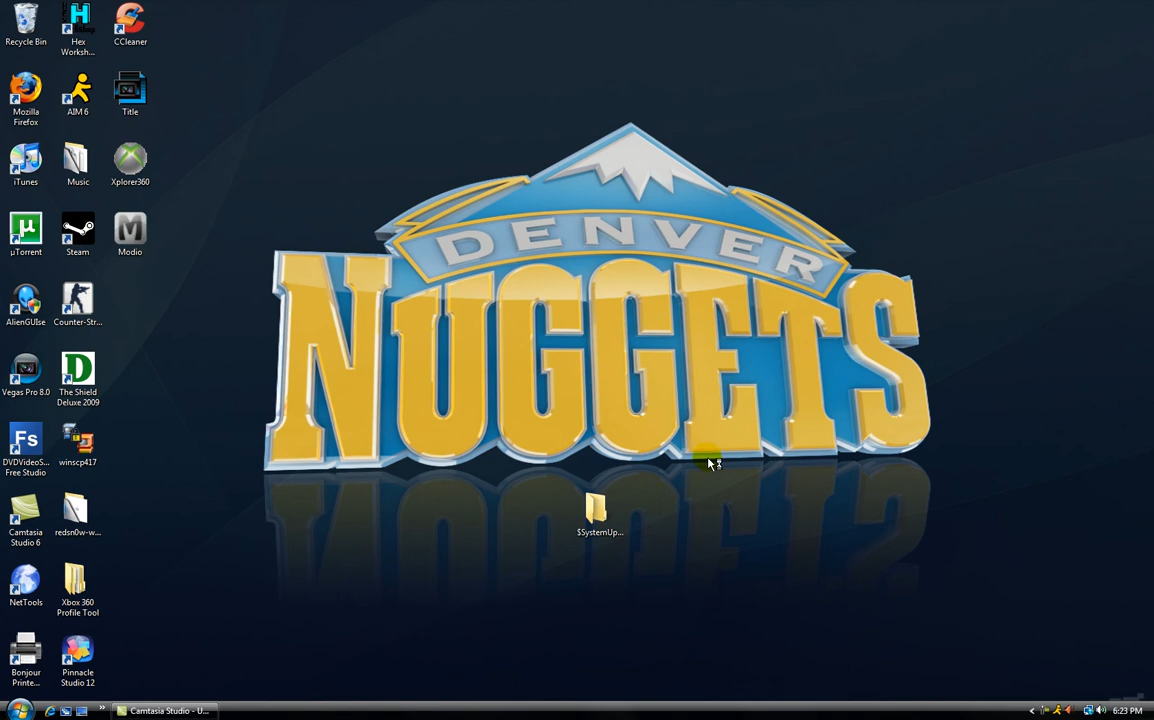 Recycle Bin
Hex
Worksh...
CCleaner
Mozilla
Firefox
AIM 6
Title
iTunes
Music
Xplorer360
µTorrent
Steam
Modio
AlienGUIse
Counter-Str...
Vegas Pro 8.0
The Shield
Deluxe 2009
DVDVideoS...
Free Studio
winscp417
Camtasia
Studio 6
redsn0w-w...
NetTools
Xbox 360
Profile Tool
Bonjour
Printe...
Pinnacle
Studio 12
DENVER
NUGGETS
$SystemUp...
Camtasia Studio - U...
6:23 PM